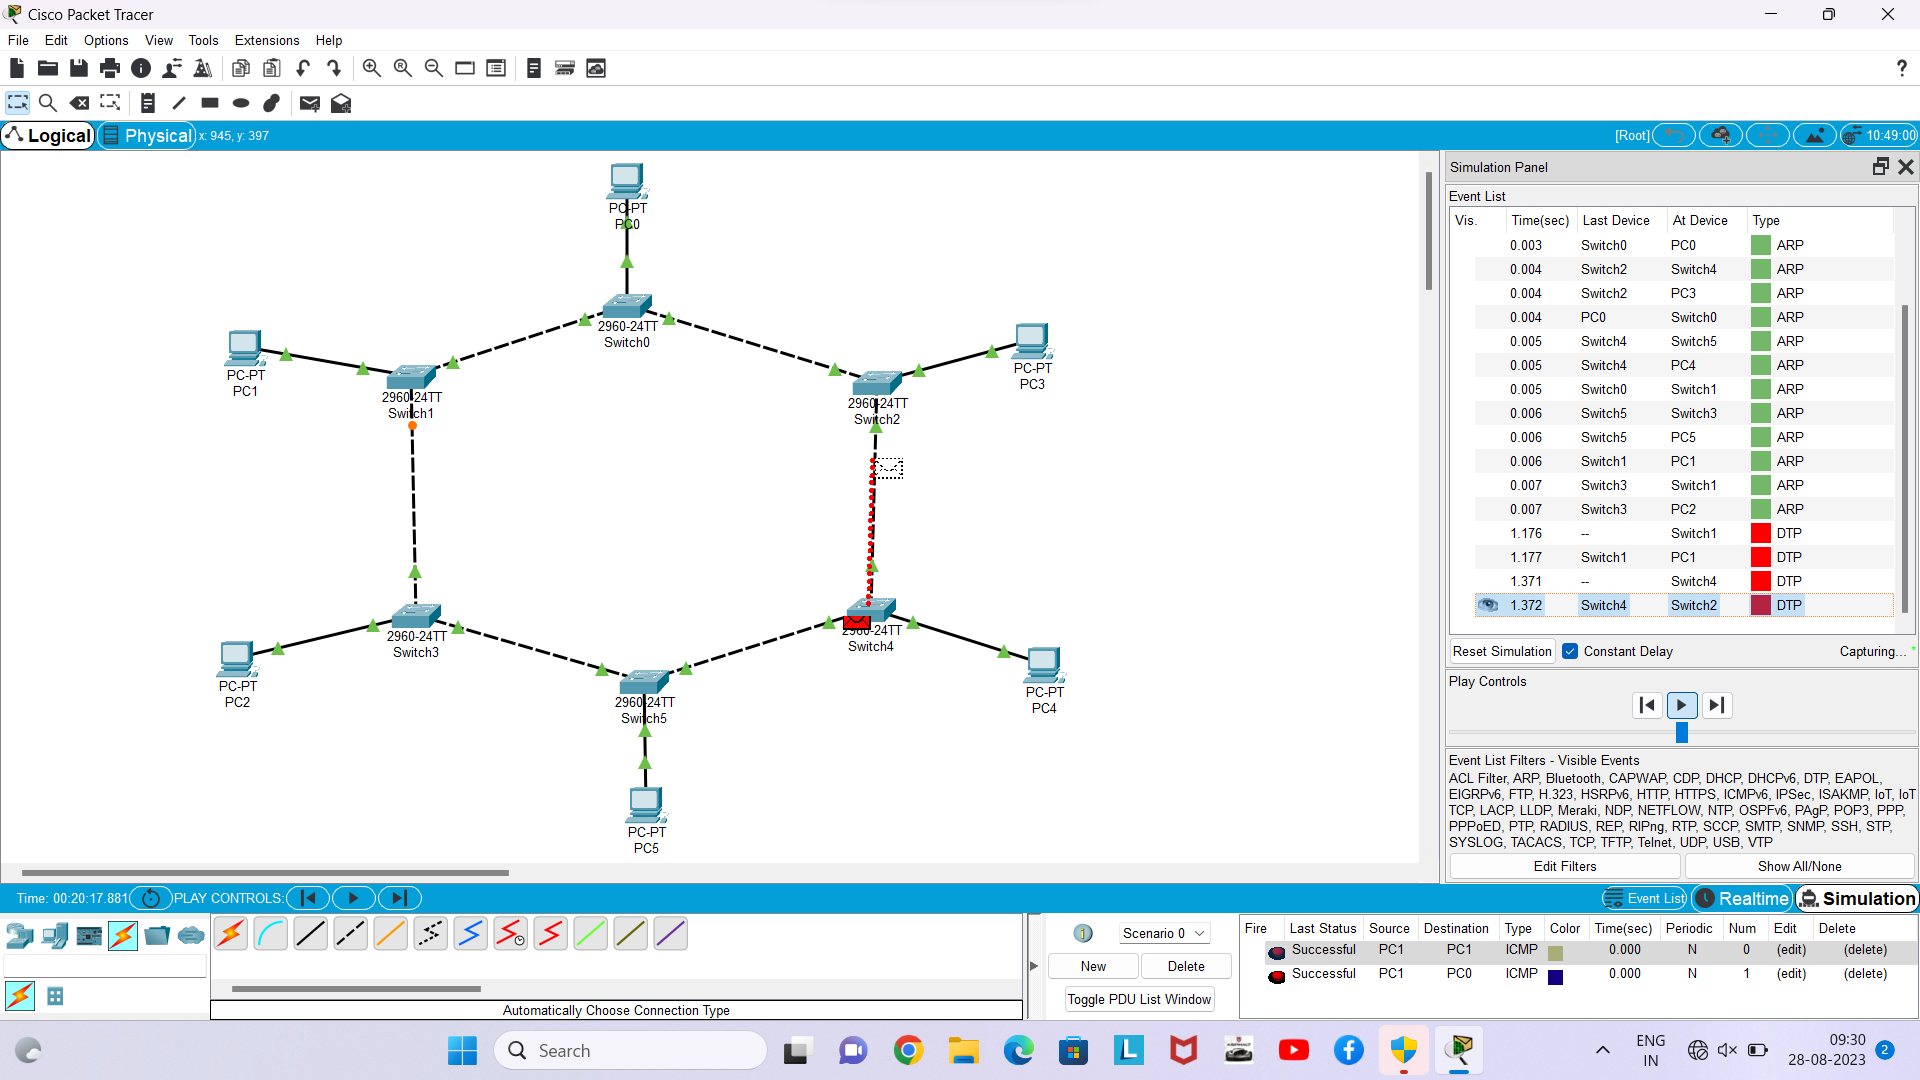 Cisco Packet Tracer
File Edit Options View Tools Extensions Help
?
Logical Physical x: 945, y: 397 [Root] 10:49:00
PC-PT
PC0
2960-24TT
Switch0
PC-PT
PC1
2960-24TT
Switch1
PC-PT
PC3
2960-24TT
Switch2
2960-24TT
Switch3
PC-PT
PC2
2960-24TT
Switch4
PC-PT
PC4
2960-24TT
Switch5
PC-PT
PC5
Simulation Panel
Event List
Vis. Time(sec) Last Device At Device Type
0.003 Switch0 PC0 ARP
0.004 Switch2 Switch4 ARP
0.004 Switch2 PC3 ARP
0.004 PC0 Switch0 ARP
0.005 Switch4 Switch5 ARP
0.005 Switch4 PC4 ARP
0.005 Switch0 Switch1 ARP
0.006 Switch5 Switch3 ARP
0.006 Switch5 PC5 ARP
0.006 Switch1 PC1 ARP
0.007 Switch3 Switch1 ARP
0.007 Switch3 PC2 ARP
1.176 -- Switch1 DTP
1.177 Switch1 PC1 DTP
1.371 -- Switch4 DTP
1.372 Switch4 Switch2 DTP
Reset Simulation Constant Delay Capturing...
Play Controls
Event List Filters - Visible Events
ACL Filter, ARP, Bluetooth, CAPWAP, CDP, DHCP, DHCPv6, DTP, EAPOL,
EIGRPv6, FTP, H.323, HSRPv6, HTTP, HTTPS, ICMPv6, IPSec, ISAKMP, IoT, IoT
TCP, LACP, LLDP, Meraki, NDP, NETFLOW, NTP, OSPFv6, PAgP, POP3, PPP,
PPPoED, PTP, RADIUS, REP, RIPng, RTP, SCCP, SMTP, SNMP, SSH, STP,
SYSLOG, TACACS, TCP, TFTP, Telnet, UDP, USB, VTP
Edit Filters Show All/None
Time: 00:20:17.881 PLAY CONTROLS: Event List Realtime Simulation
Automatically Choose Connection Type
Scenario 0
New Delete
Toggle PDU List Window
Fire Last Status Source Destination Type Color Time(sec) Periodic Num Edit Delete
Successful PC1 PC1 ICMP 0.000 N 0 (edit) (delete)
Successful PC1 PC0 ICMP 0.000 N 1 (edit) (delete)
Search
ENG
IN
09:30
28-08-2023
2